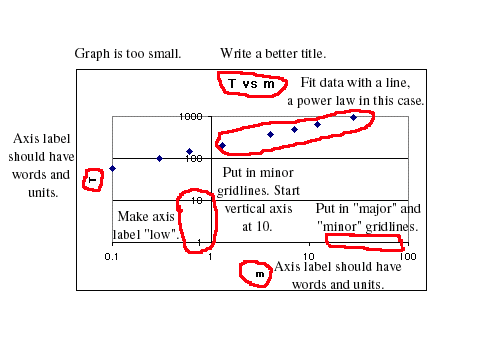 Graph is too small. Write a better title.
T vs m
Fit data with a line,
a power law in this case.
1000
Axis label
should have
words and
units.
T
100
Put in minor
gridlines. Start
vertical axis
at 10.
10
Make axis
label "low".
Put in "major" and
"minor" gridlines.
1
0.1 1 10 100
m
Axis label should have
words and units.